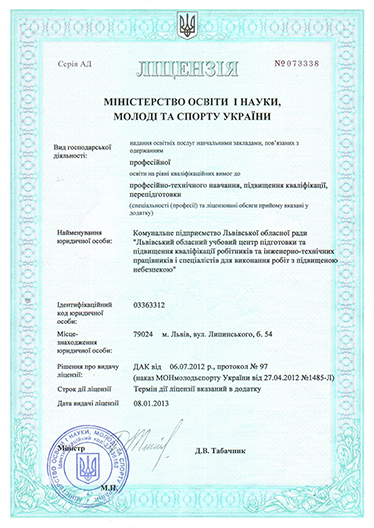 Серія АД
ЛІЦЕНЗІЯ
№073338
МІНІСТЕРСТВО ОСВІТИ І НАУКИ,
МОЛОДІ ТА СПОРТУ УКРАЇНИ
Вид господарської
діяльності:
надання освітніх послуг навчальними закладами, пов'язаних з
одержанням
професійної
освіти на рівні кваліфікаційних вимог до
професійно-технічного навчання, підвищення кваліфікації,
перепідготовки
(спеціальності (професії) та ліцензовані обсяги прийому вказані у
додатку)
Найменування
юридичної особи:
Комунальне підприємство Львівської обласної ради
"Львівський обласний учбовий центр підготовки та
підвищення кваліфікації робітників та інженерно-технічних
працівників і спеціалістів для виконання робіт з підвищеною
небезпекою"
Ідентифікаційний
код юридичної
особи:
03363312
Місце-
знаходження
юридичної особи:
79024 м. Львів, вул. Липинського, б. 54
Рішення про видачу
ліцензії:
ДАК від 06.07.2012 р., протокол № 97
(наказ МОНмолодьспорту України від 27.04.2012 №1485-Л)
Строк дії ліцензії
Термін дії ліцензії вказаний в додатку
Дата видачі ліцензії
08.01.2013
Міністр
Д.В. Табачник
М.П.